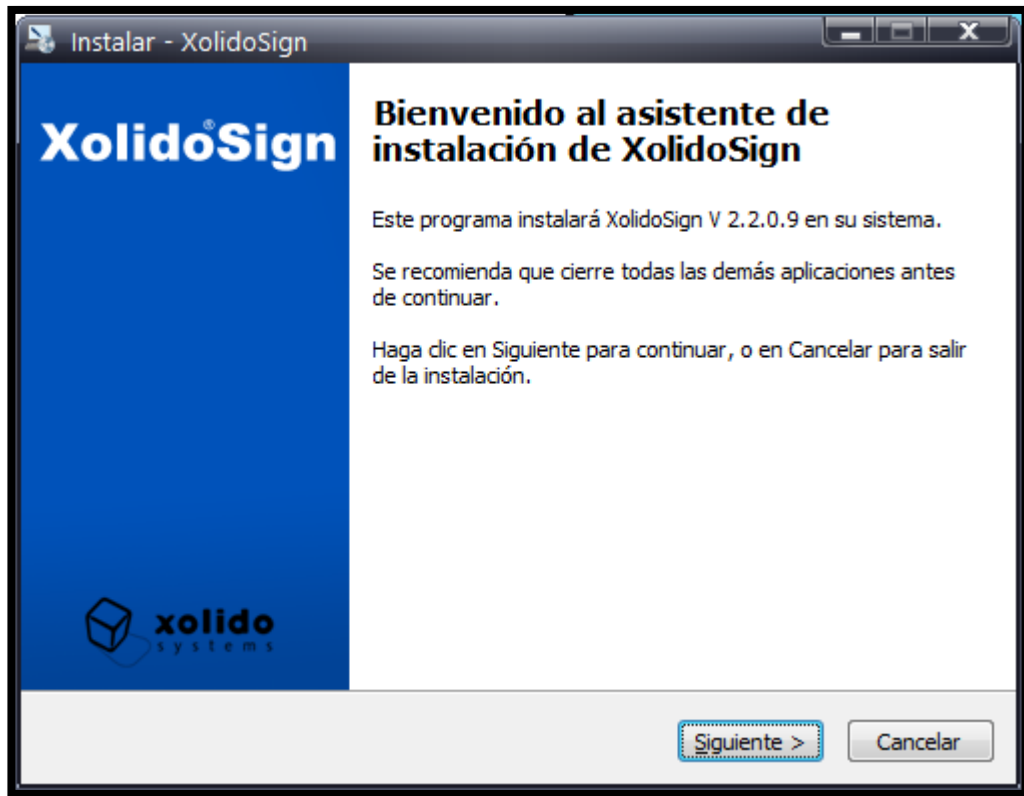 Instalar - XolidoSign
XolidoSign®
Bienvenido al asistente de
instalación de XolidoSign
Este programa instalará XolidoSign V 2.2.0.9 en su sistema.
Se recomienda que cierre todas las demás aplicaciones antes
de continuar.
Haga clic en Siguiente para continuar, o en Cancelar para salir
de la instalación.
xolido
systems
Siguiente >
Cancelar